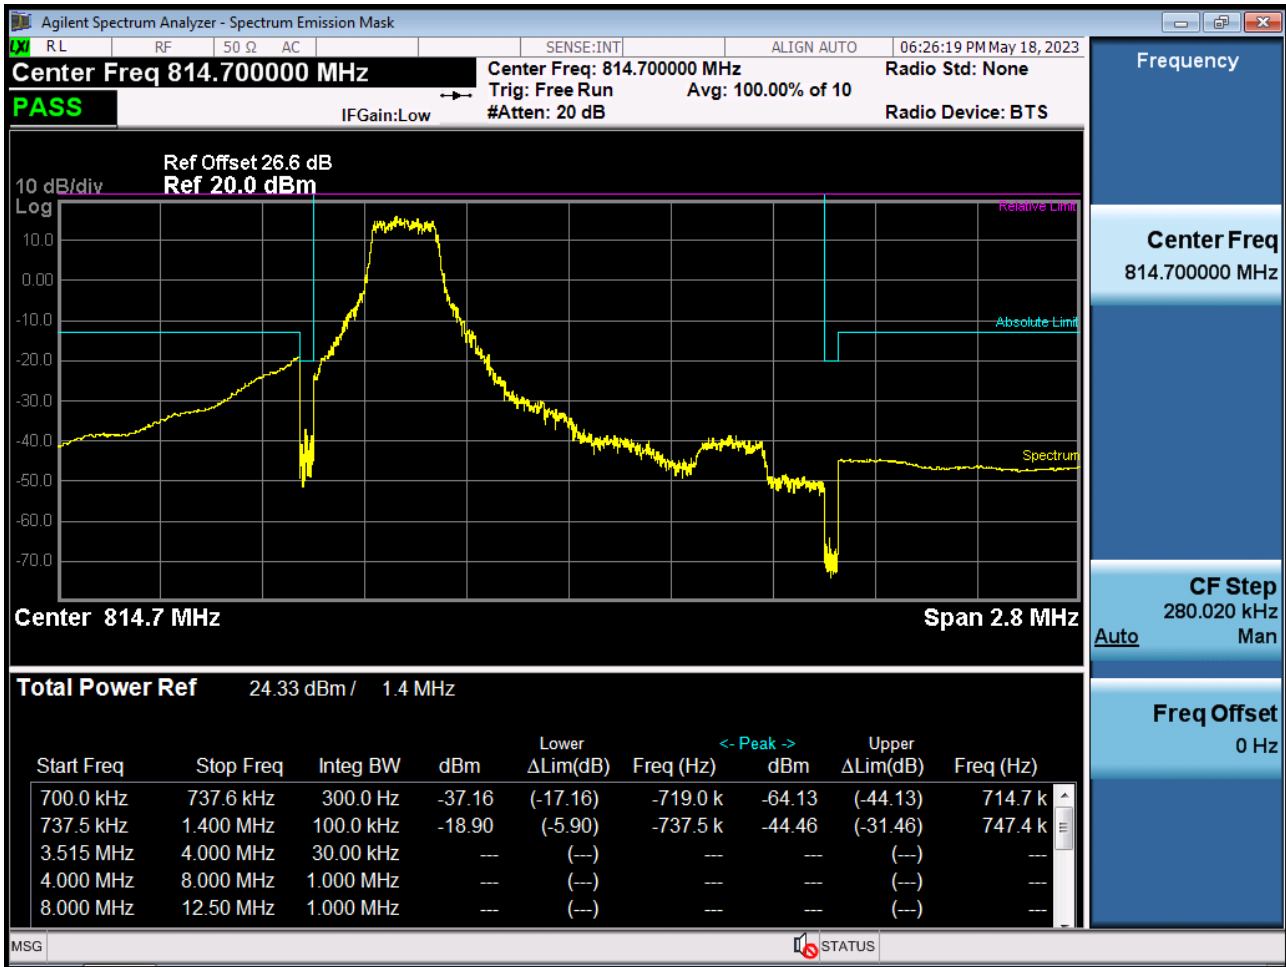 Agilent Spectrum Analyzer - Spectrum Emission Mask
LXI RL RF 50 Ω AC SENSE:INT ALIGN AUTO 06:26:19 PM May 18, 2023
Center Freq 814.700000 MHz
PASS
IFGain:Low
Center Freq: 814.700000 MHz
Trig: Free Run Avg: 100.00% of 10
#Atten: 20 dB
Radio Std: None
Radio Device: BTS
Ref Offset 26.6 dB
10 dB/div Ref 20.0 dBm
Log
Relative Limit
10.0
0.00
-10.0
Absolute Limit
-20.0
-30.0
-40.0
Spectrum
-50.0
-60.0
-70.0
Center 814.7 MHz Span 2.8 MHz
Total Power Ref 24.33 dBm / 1.4 MHz
Lower <- Peak -> Upper
Start Freq Stop Freq Integ BW dBm ΔLim(dB) Freq (Hz) dBm ΔLim(dB) Freq (Hz)
700.0 kHz 737.6 kHz 300.0 Hz -37.16 (-17.16) -719.0 k -64.13 (-44.13) 714.7 k
737.5 kHz 1.400 MHz 100.0 kHz -18.90 (-5.90) -737.5 k -44.46 (-31.46) 747.4 k
3.515 MHz 4.000 MHz 30.00 kHz --- (---) --- --- (---) ---
4.000 MHz 8.000 MHz 1.000 MHz --- (---) --- --- (---) ---
8.000 MHz 12.50 MHz 1.000 MHz --- (---) --- --- (---) ---
MSG STATUS
Frequency
Center Freq
814.700000 MHz
CF Step
280.020 kHz
Auto Man
Freq Offset
0 Hz